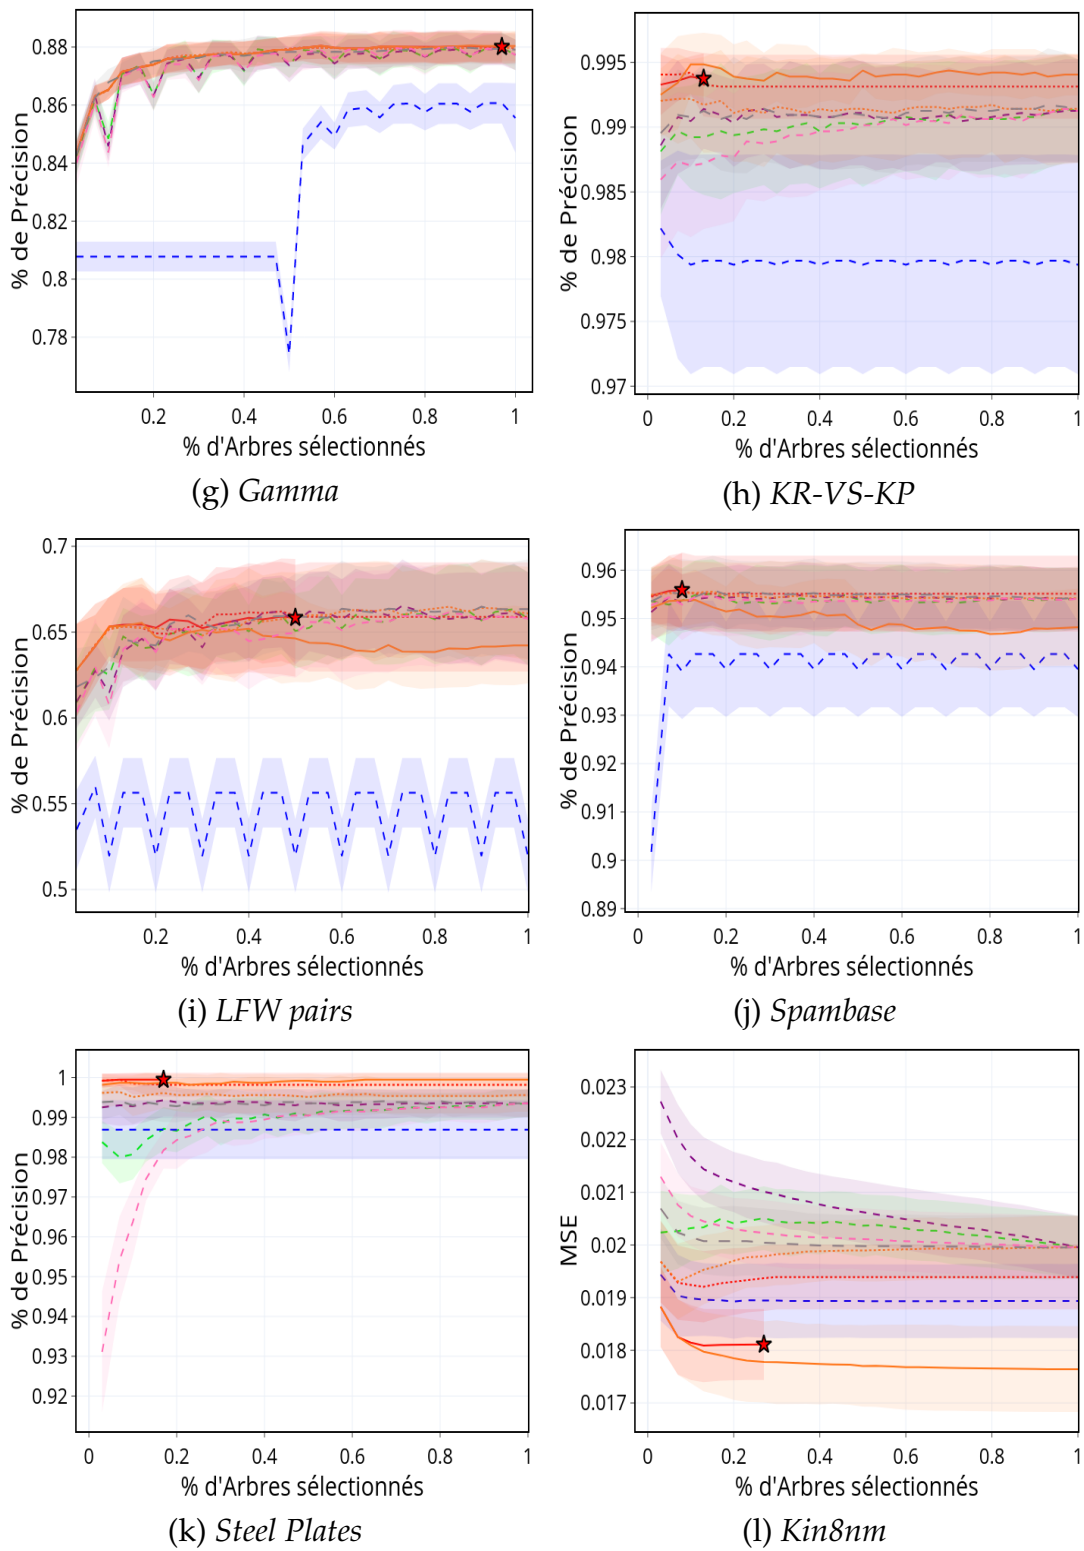 0.88
0.86
0.84
0.82
0.8
0.78
% de Précision
0.2 0.4 0.6 0.8 1
% d'Arbres sélectionnés
(g) Gamma
0.995
0.99
0.985
0.98
0.975
0.97
% de Précision
0 0.2 0.4 0.6 0.8 1
% d'Arbres sélectionnés
(h) KR-VS-KP
0.7
0.65
0.6
0.55
0.5
% de Précision
0.2 0.4 0.6 0.8 1
% d'Arbres sélectionnés
(i) LFW pairs
0.96
0.95
0.94
0.93
0.92
0.91
0.9
0.89
% de Précision
0 0.2 0.4 0.6 0.8 1
% d'Arbres sélectionnés
(j) Spambase
1
0.99
0.98
0.97
0.96
0.95
0.94
0.93
0.92
% de Précision
0 0.2 0.4 0.6 0.8 1
% d'Arbres sélectionnés
(k) Steel Plates
0.023
0.022
0.021
0.02
0.019
0.018
0.017
MSE
0 0.2 0.4 0.6 0.8 1
% d'Arbres sélectionnés
(l) Kin8nm